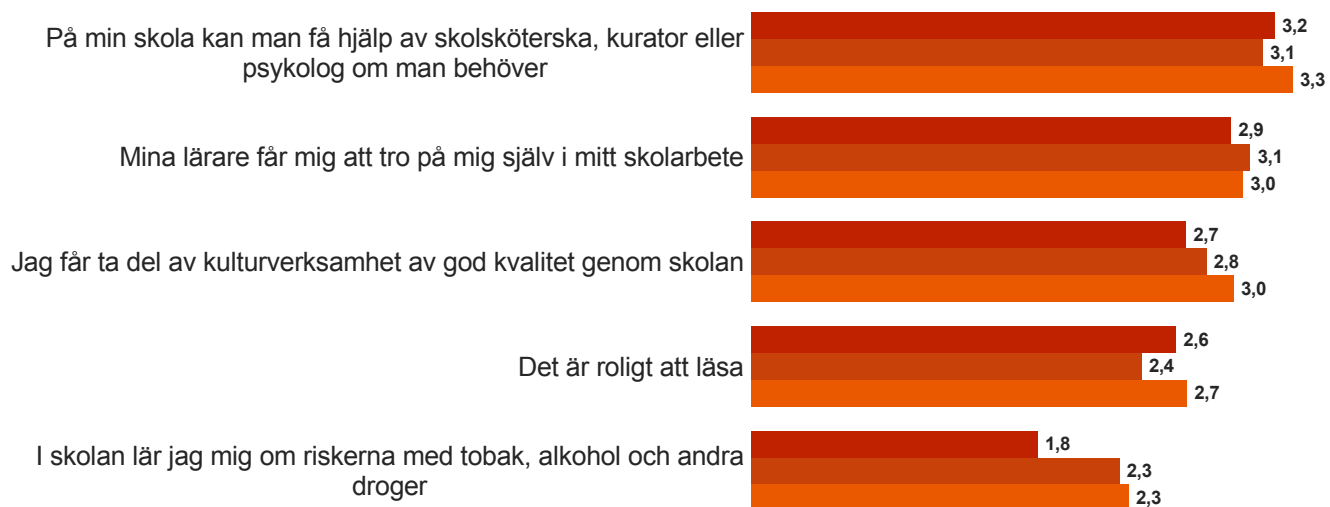 På min skola kan man få hjälp av skolsköterska, kurator eller
psykolog om man behöver
3,2
3,1
3,3
Mina lärare får mig att tro på mig själv i mitt skolarbete
2,9
3,1
3,0
Jag får ta del av kulturverksamhet av god kvalitet genom skolan
2,7
2,8
3,0
Det är roligt att läsa
2,6
2,4
2,7
I skolan lär jag mig om riskerna med tobak, alkohol och andra
droger
1,8
2,3
2,3